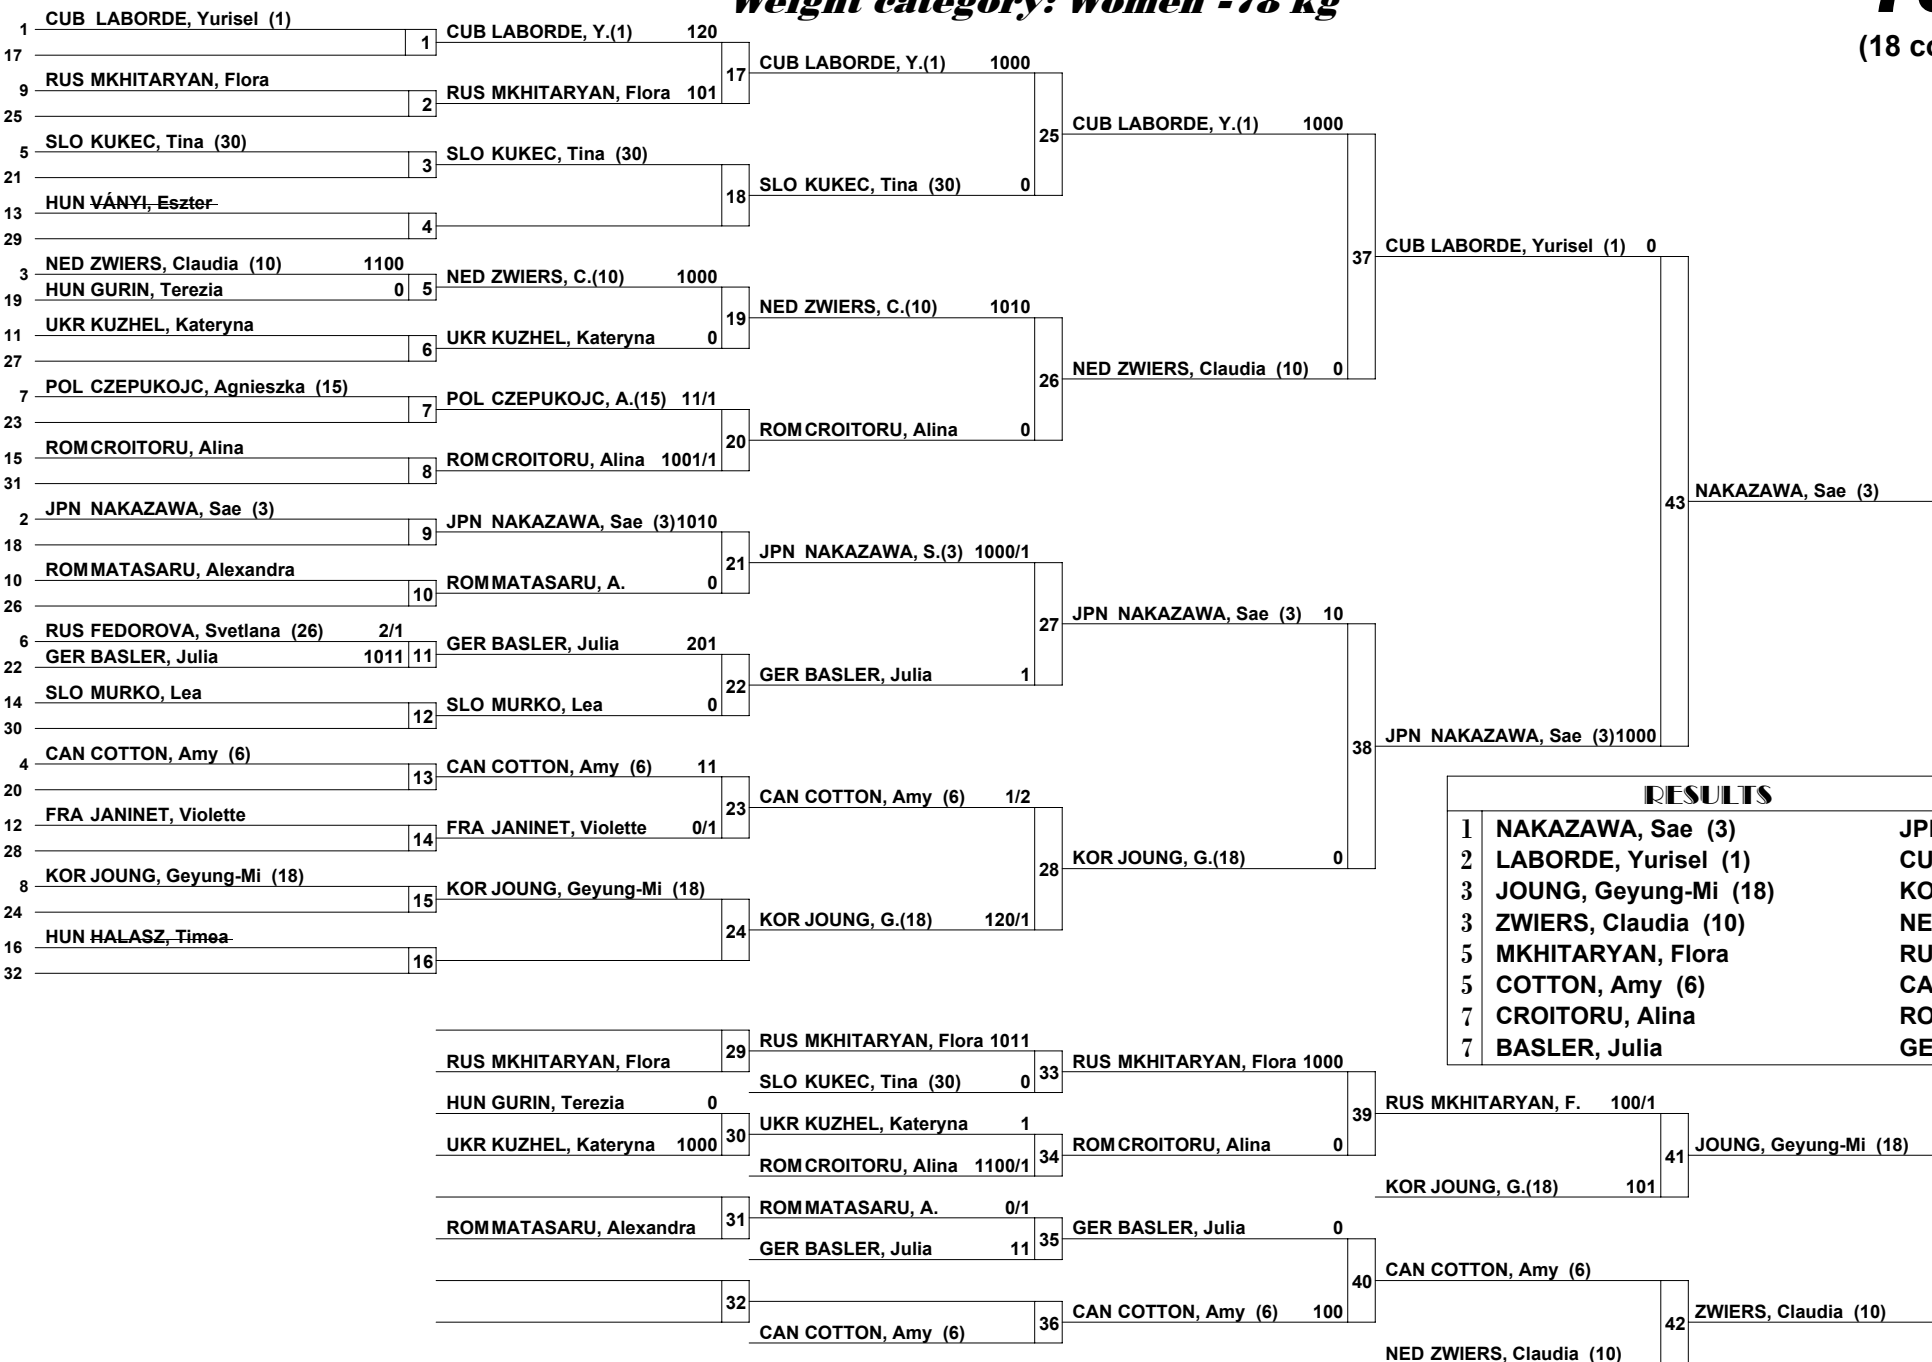 Weight category: Women -78 kg
(18 co
1 CUB LABORDE, Yurisel (1)
17
1 CUB LABORDE, Y.(1) 120
9 RUS MKHITARYAN, Flora
25
2 RUS MKHITARYAN, Flora 101
5 SLO KUKEC, Tina (30)
21
3 SLO KUKEC, Tina (30)
13 HUN VÁNYI, Eszter
29
4
3 NED ZWIERS, Claudia (10) 1100
19 HUN GURIN, Terezia 0
5 NED ZWIERS, C.(10) 1000
11 UKR KUZHEL, Kateryna
27
6 UKR KUZHEL, Kateryna 0
7 POL CZEPUKOJC, Agnieszka (15)
23
7 POL CZEPUKOJC, A.(15) 11/1
15 ROM CROITORU, Alina
31
8 ROM CROITORU, Alina 1001/1
2 JPN NAKAZAWA, Sae (3)
18
9 JPN NAKAZAWA, Sae (3) 1010
10 ROM MATASARU, Alexandra
26
10 ROM MATASARU, A. 0
6 RUS FEDOROVA, Svetlana (26) 2/1
22 GER BASLER, Julia 1011
11 GER BASLER, Julia 201
14 SLO MURKO, Lea
30
12 SLO MURKO, Lea 0
4 CAN COTTON, Amy (6)
20
13 CAN COTTON, Amy (6) 11
12 FRA JANINET, Violette
28
14 FRA JANINET, Violette 0/1
8 KOR JOUNG, Geyung-Mi (18)
24
15 KOR JOUNG, Geyung-Mi (18)
16 HUN HALASZ, Timea
32
16
17 CUB LABORDE, Y.(1) 1000
18 SLO KUKEC, Tina (30) 0
19 NED ZWIERS, C.(10) 1010
20 ROM CROITORU, Alina 0
21 JPN NAKAZAWA, S.(3) 1000/1
22 GER BASLER, Julia 1
23 CAN COTTON, Amy (6) 1/2
24 KOR JOUNG, G.(18) 120/1
25 CUB LABORDE, Y.(1) 1000
26 NED ZWIERS, Claudia (10) 0
27 JPN NAKAZAWA, Sae (3) 10
28 KOR JOUNG, G.(18) 0
37 CUB LABORDE, Yurisel (1) 0
38 JPN NAKAZAWA, Sae (3) 1000
43 NAKAZAWA, Sae (3)
RESULTS
1 NAKAZAWA, Sae (3) JP
2 LABORDE, Yurisel (1) CU
3 JOUNG, Geyung-Mi (18) KO
3 ZWIERS, Claudia (10) NE
5 MKHITARYAN, Flora RU
5 COTTON, Amy (6) CA
7 CROITORU, Alina RO
7 BASLER, Julia GE
RUS MKHITARYAN, Flora
29 RUS MKHITARYAN, Flora 1011
SLO KUKEC, Tina (30) 0
33 RUS MKHITARYAN, Flora 1000
HUN GURIN, Terezia 0
UKR KUZHEL, Kateryna 1000
30 UKR KUZHEL, Kateryna 1
ROM CROITORU, Alina 1100/1
34 ROM CROITORU, Alina 0
39 RUS MKHITARYAN, F. 100/1
KOR JOUNG, G.(18) 101
41 JOUNG, Geyung-Mi (18)
ROM MATASARU, Alexandra
31 ROM MATASARU, A. 0/1
GER BASLER, Julia 11
35 GER BASLER, Julia 0
32
CAN COTTON, Amy (6)
36 CAN COTTON, Amy (6) 100
40 CAN COTTON, Amy (6)
NED ZWIERS, Claudia (10)
42 ZWIERS, Claudia (10)